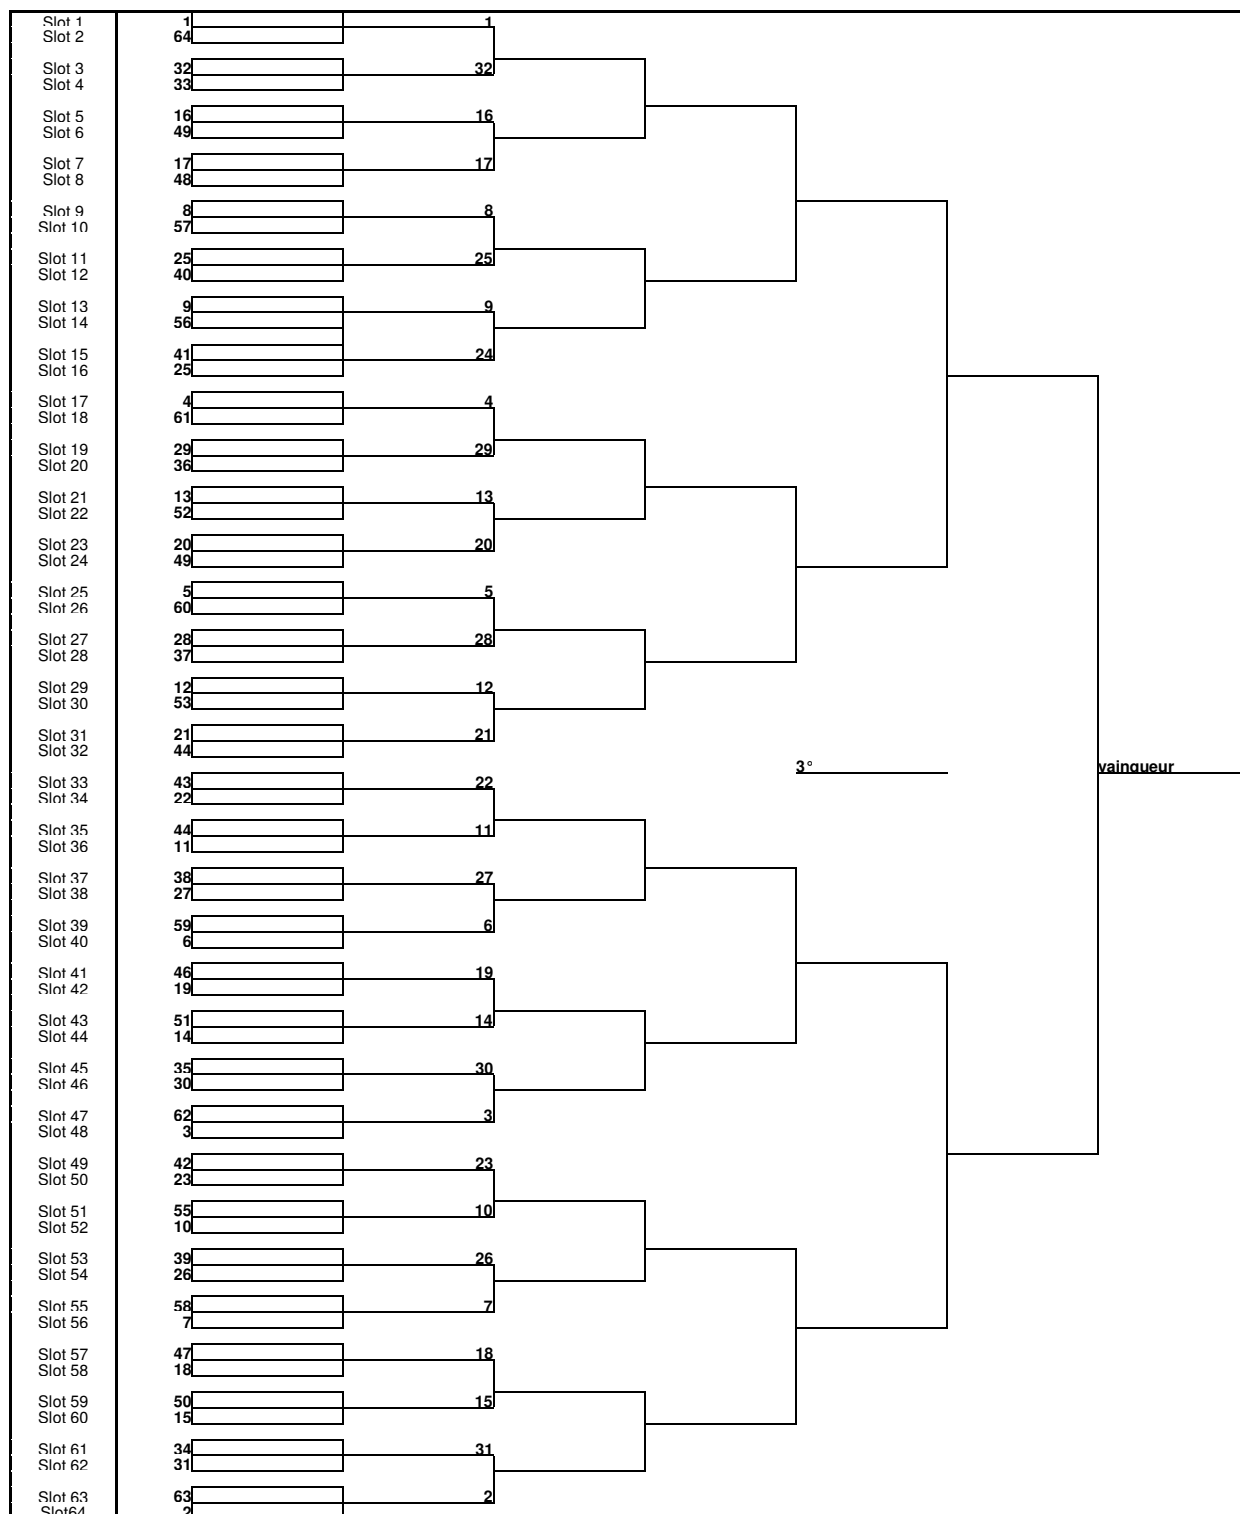 Slot 1 1 1
Slot 2 64
Slot 3 32 32
Slot 4 33
Slot 5 16 16
Slot 6 49
Slot 7 17 17
Slot 8 48
Slot 9 8 8
Slot 10 57
Slot 11 25 25
Slot 12 40
Slot 13 9 9
Slot 14 56
Slot 15 41 24
Slot 16 25
Slot 17 4 4
Slot 18 61
Slot 19 29 29
Slot 20 36
Slot 21 13 13
Slot 22 52
Slot 23 20 20
Slot 24 49
Slot 25 5 5
Slot 26 60
Slot 27 28 28
Slot 28 37
Slot 29 12 12
Slot 30 53
Slot 31 21 21
Slot 32 44
3° vainqueur
Slot 33 43 22
Slot 34 22
Slot 35 44 11
Slot 36 11
Slot 37 38 27
Slot 38 27
Slot 39 59 6
Slot 40 6
Slot 41 46 19
Slot 42 19
Slot 43 51 14
Slot 44 14
Slot 45 35 30
Slot 46 30
Slot 47 62 3
Slot 48 3
Slot 49 42 23
Slot 50 23
Slot 51 55 10
Slot 52 10
Slot 53 39 26
Slot 54 26
Slot 55 58 7
Slot 56 7
Slot 57 47 18
Slot 58 18
Slot 59 50 15
Slot 60 15
Slot 61 34 31
Slot 62 31
Slot 63 63 2
Slot64 2